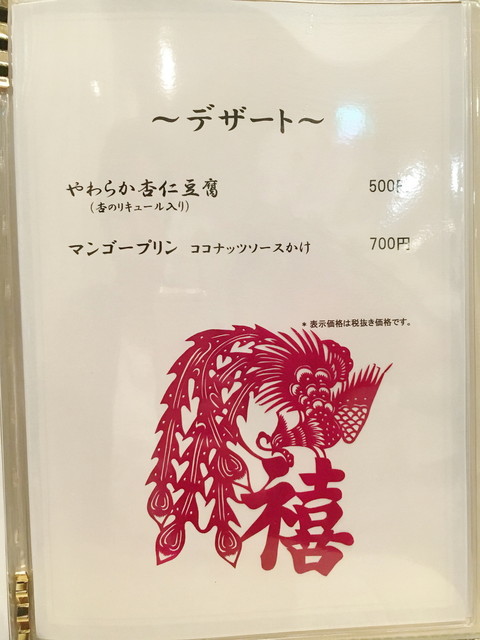 ～デザート～
やわらか杏仁豆腐 500円
(杏のリキュール入り)
マンゴープリン ココナッツソースかけ 700円
＊表示価格は税抜き価格です。
禧